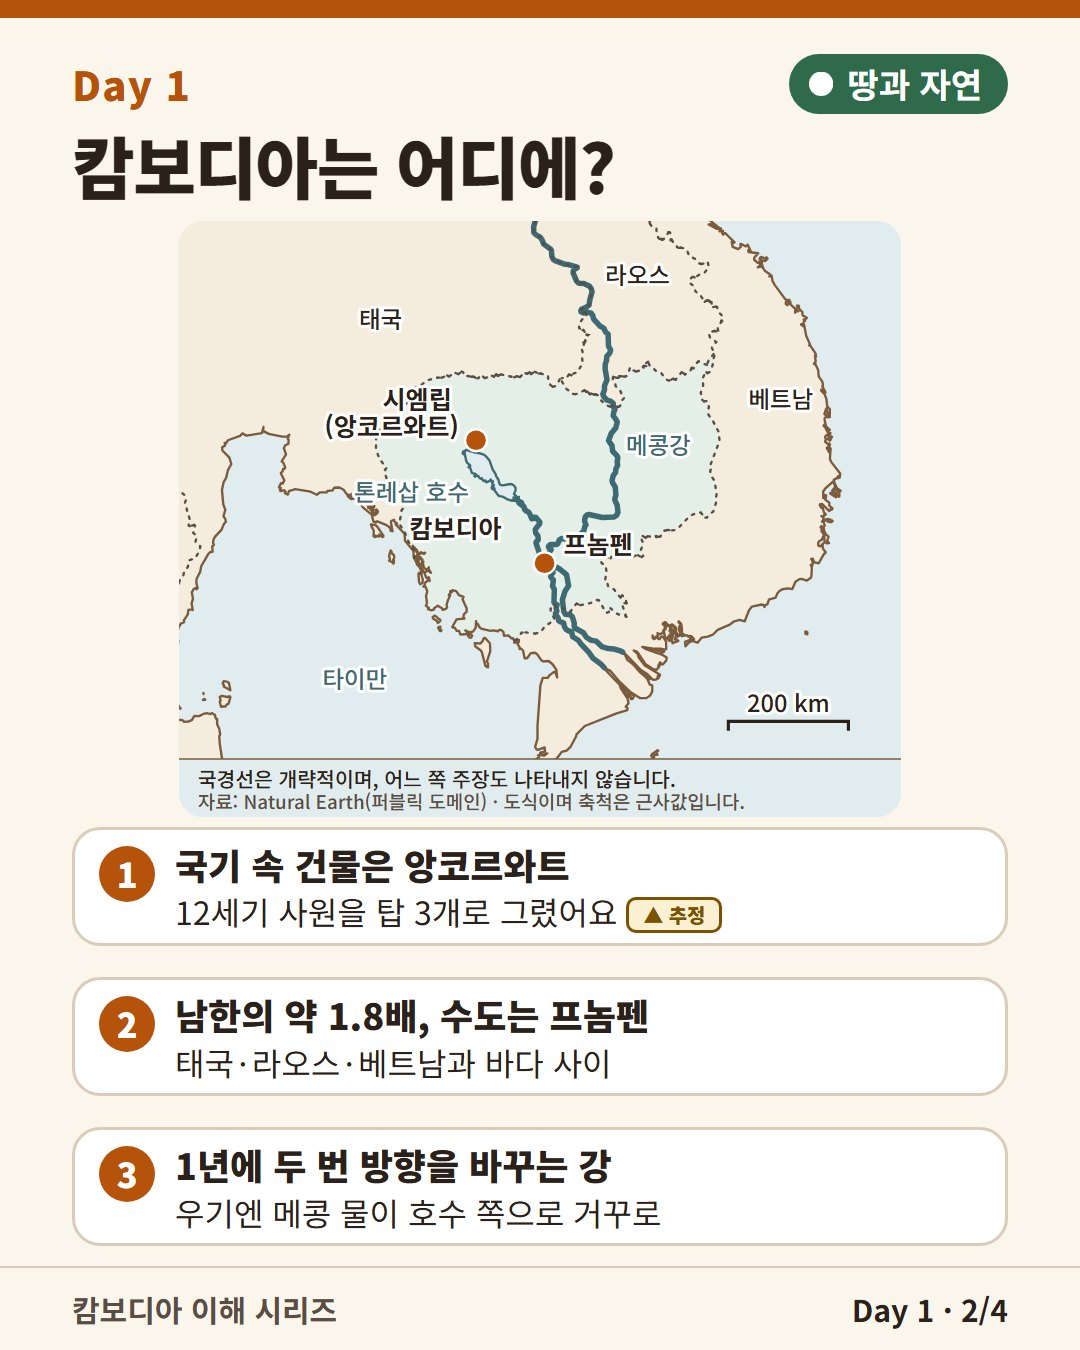 Day 1
땅과 자연
캄보디아는 어디에?
라오스
태국
시엠립
(앙코르와트)
베트남
메콩강
톤레삽 호수
캄보디아
프놈펜
타이만
200 km
국경선은 개략적이며, 어느 쪽 주장도 나타내지 않습니다.
자료: Natural Earth(퍼블릭 도메인) · 도식이며 축척은 근사값입니다.
1 국기 속 건물은 앙코르와트
12세기 사원을 탑 3개로 그렸어요 ▲ 추정
2 남한의 약 1.8배, 수도는 프놈펜
태국·라오스·베트남과 바다 사이
3 1년에 두 번 방향을 바꾸는 강
우기엔 메콩 물이 호수 쪽으로 거꾸로
캄보디아 이해 시리즈
Day 1 · 2/4